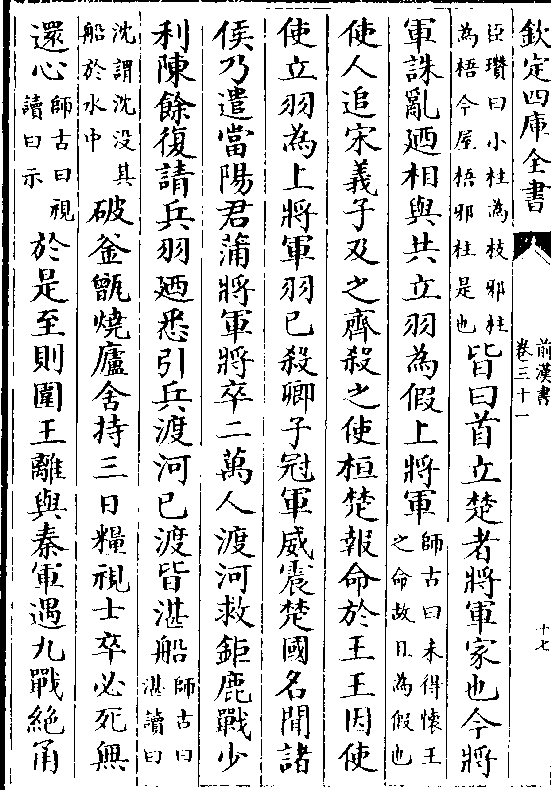 欽定四庫全書
前漢書
卷三十一
十七
臣瓚曰小柱為枝邪柱
為梧今屋梧邪柱是也
皆曰首立楚者將軍家也今將
軍誅亂廼相與共立羽為假上將軍
師古曰未得懷王
之命故且為假也
使人追宋義子及之齊殺之使桓楚報命於王王因使
使立羽為上將軍羽已殺卿子冠軍威震楚國名聞諸
侯乃遣當陽君蒲將軍將卒二萬人渡河救鉅鹿戰少
利陳餘復請兵羽廼悉引兵渡河已渡皆湛船
師古曰
湛讀曰
沈謂沈没其
船於水中
破釜甑燒廬舍持三日糧視士卒必死無
還心
師古曰視
讀曰示
於是至則圍王離與秦軍遇九戰絶甬